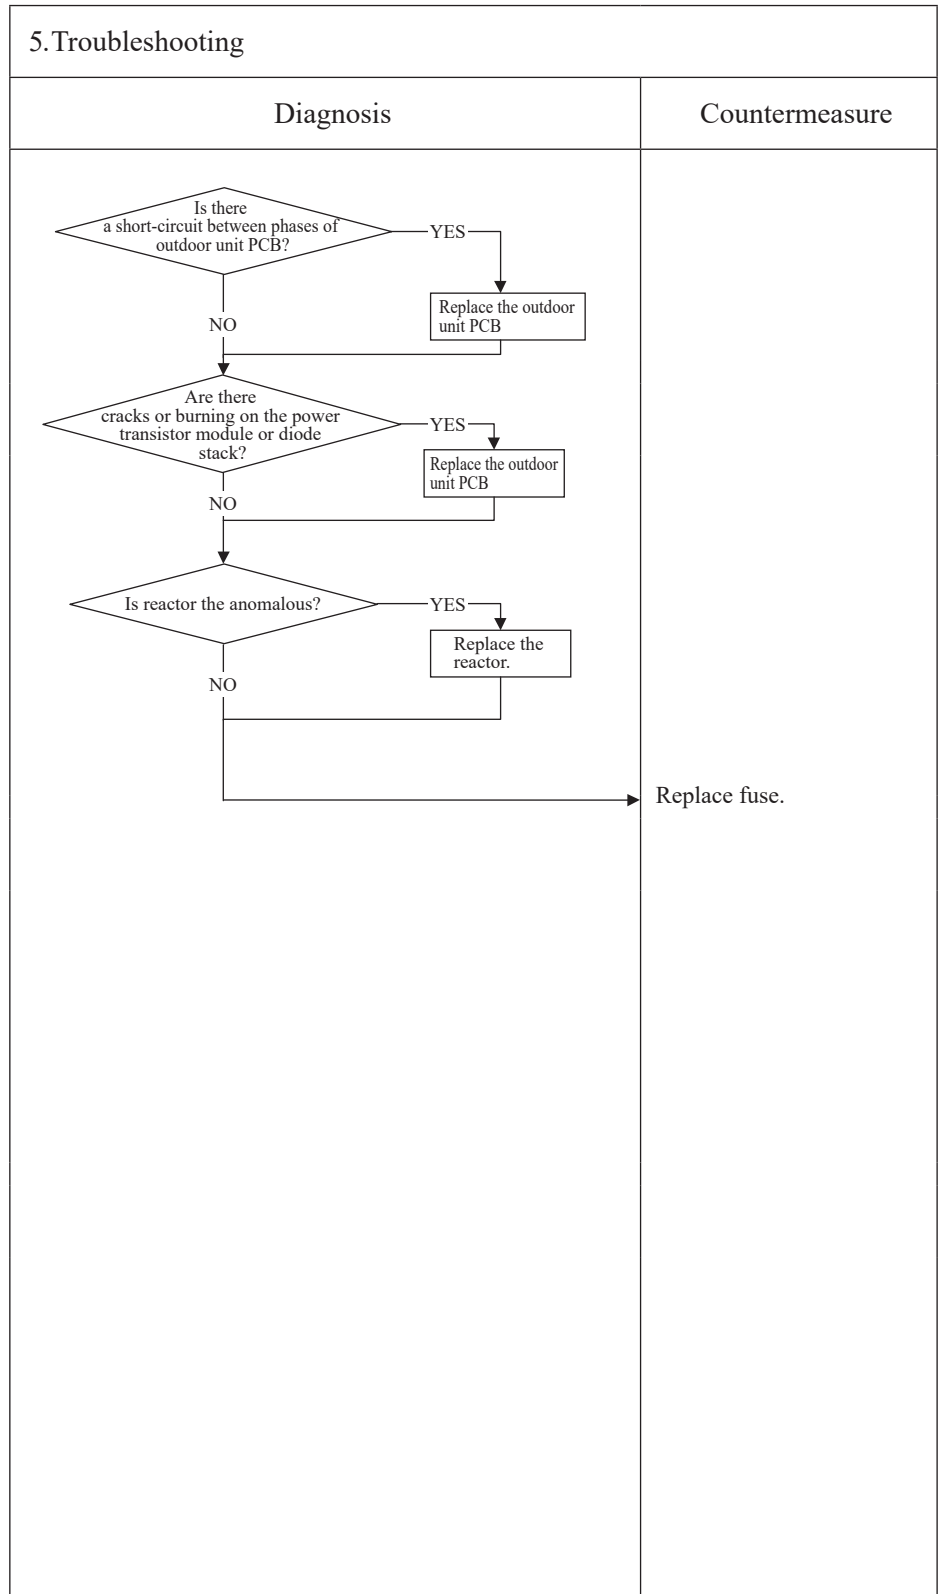 5.Troubleshooting
Diagnosis
Countermeasure
Is there
a short-circuit between phases of
outdoor unit PCB?
YES
Replace the outdoor
unit PCB
NO
Are there
cracks or burning on the power
transistor module or diode
stack?
YES
Replace the outdoor
unit PCB
NO
Is reactor the anomalous?
YES
Replace the
reactor.
NO
Replace fuse.